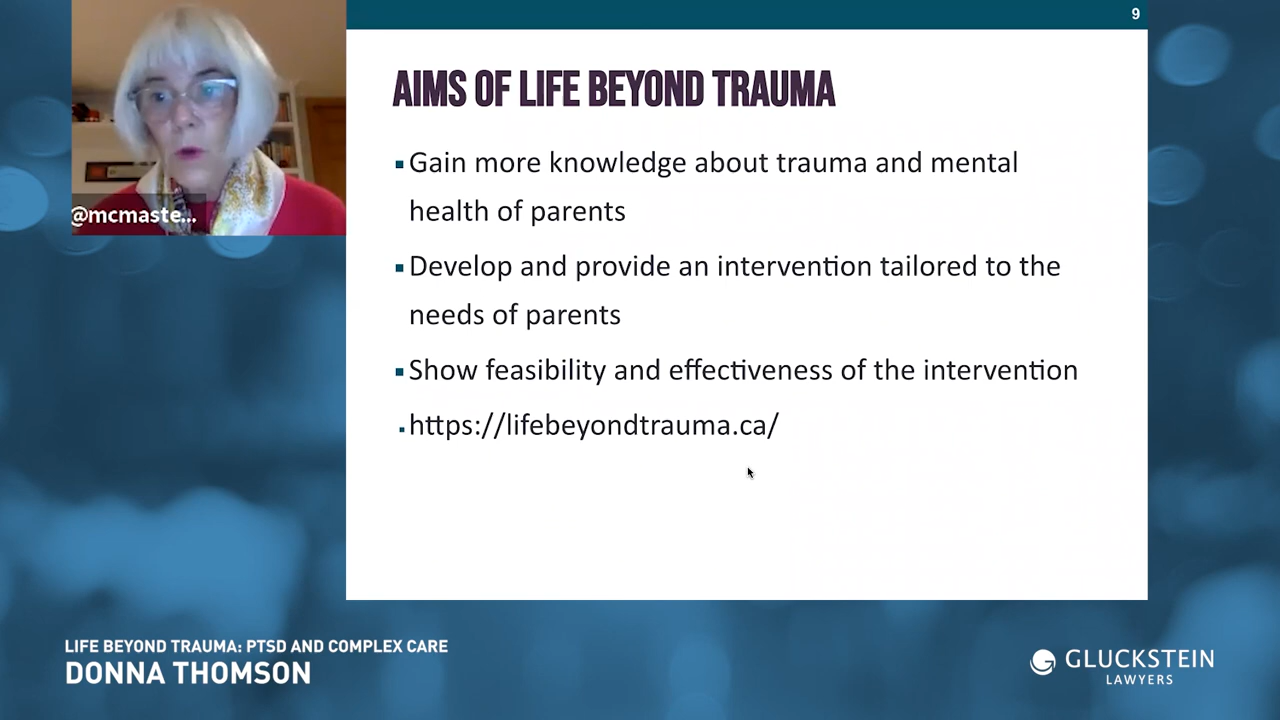 9
AIMS OF LIFE BEYOND TRAUMA
▪Gain more knowledge about trauma and mental
health of parents
▪Develop and provide an intervention tailored to the
needs of parents
▪Show feasibility and effectiveness of the intervention
▪https://lifebeyondtrauma.ca/
@mcmaste...
LIFE BEYOND TRAUMA: PTSD AND COMPLEX CARE
DONNA THOMSON
GLUCKSTEIN
LAWYERS